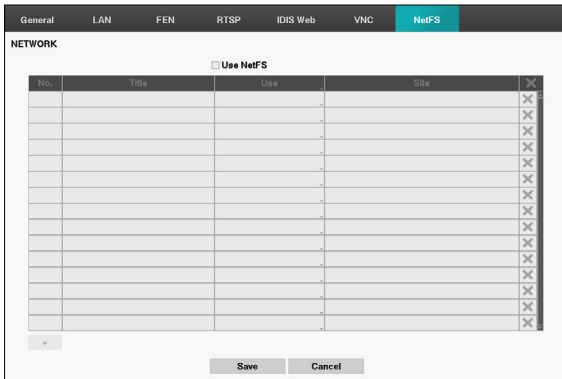 General LAN FEN RTSP IDIS Web VNC NetFS
NETWORK
Use NetFS
No. Title Use Site
+
Save Cancel